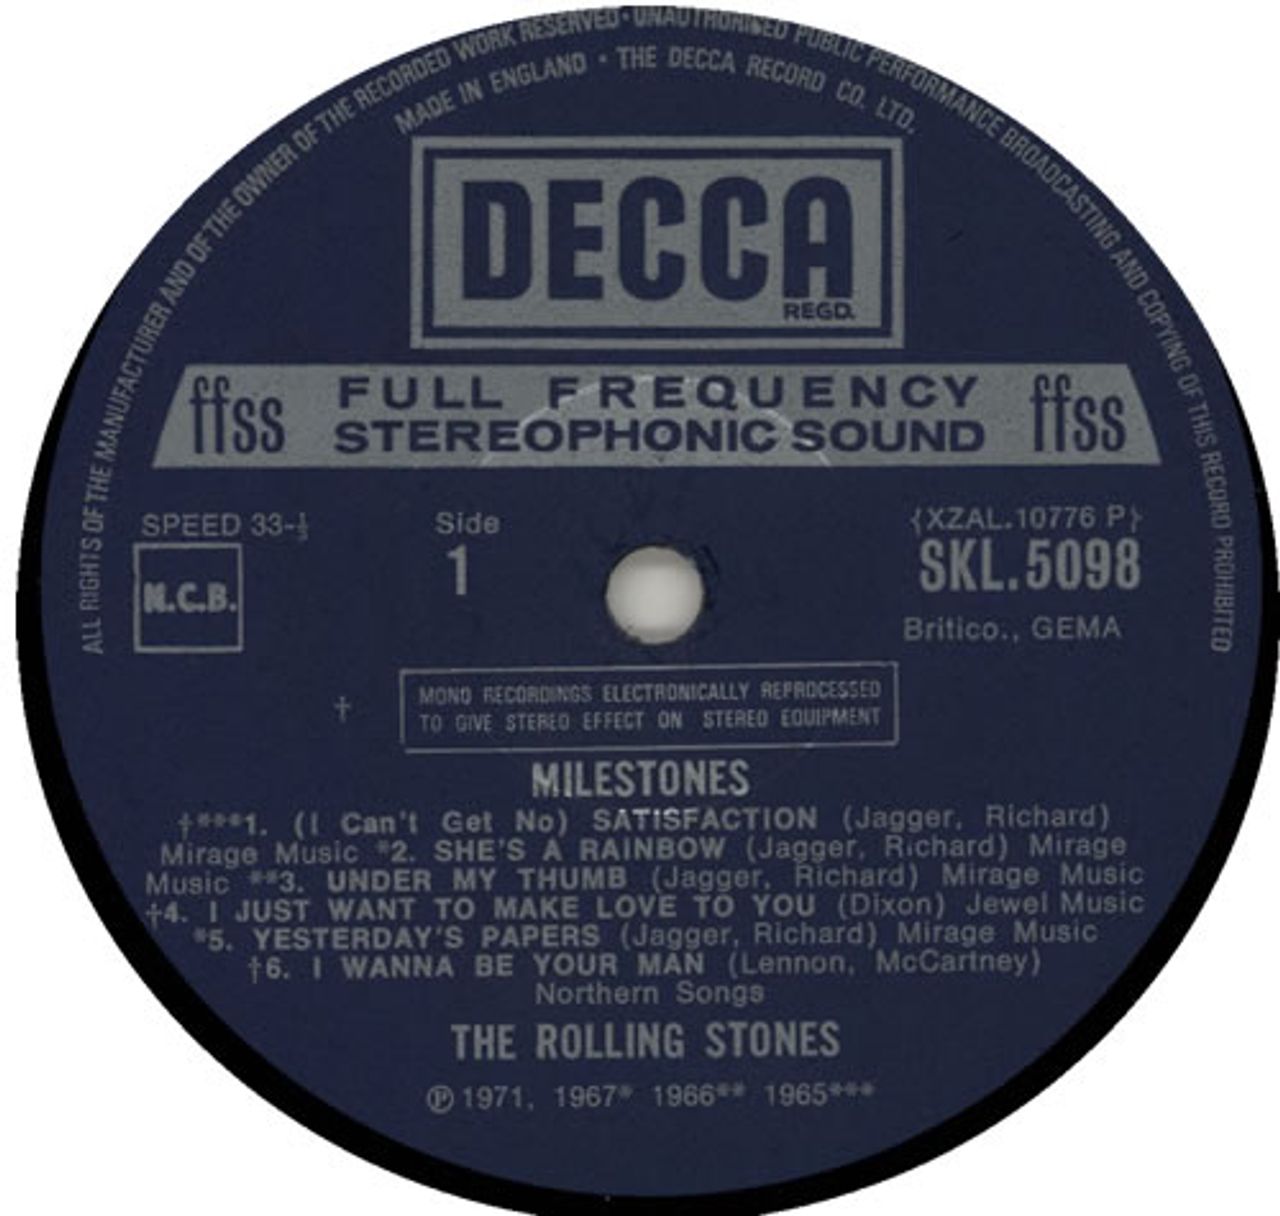 ALL RIGHTS OF THE MANUFACTURER AND OF THE OWNER OF THE RECORDED WORK RESERVED · UNAUTHORISED PUBLIC PERFORMANCE BROADCASTING AND COPYING OF THIS RECORD PROHIBITED
MADE IN ENGLAND · THE DECCA RECORD CO. LTD.
DECCA
REGD.
ffss FULL FREQUENCY ffss
STEREOPHONIC SOUND
SPEED 33-⅓ Side {XZAL.10776 P}
1 SKL.5098
N.C.B. Britico., GEMA
† MONO RECORDINGS ELECTRONICALLY REPROCESSED
TO GIVE STEREO EFFECT ON STEREO EQUIPMENT
MILESTONES
†***1. (I Can't Get No) SATISFACTION (Jagger, Richard)
Mirage Music *2. SHE'S A RAINBOW (Jagger, Richard) Mirage
Music **3. UNDER MY THUMB (Jagger, Richard) Mirage Music
†4. I JUST WANT TO MAKE LOVE TO YOU (Dixon) Jewel Music
*5. YESTERDAY'S PAPERS (Jagger, Richard) Mirage Music
†6. I WANNA BE YOUR MAN (Lennon, McCartney)
Northern Songs
THE ROLLING STONES
℗ 1971, 1967* 1966** 1965***